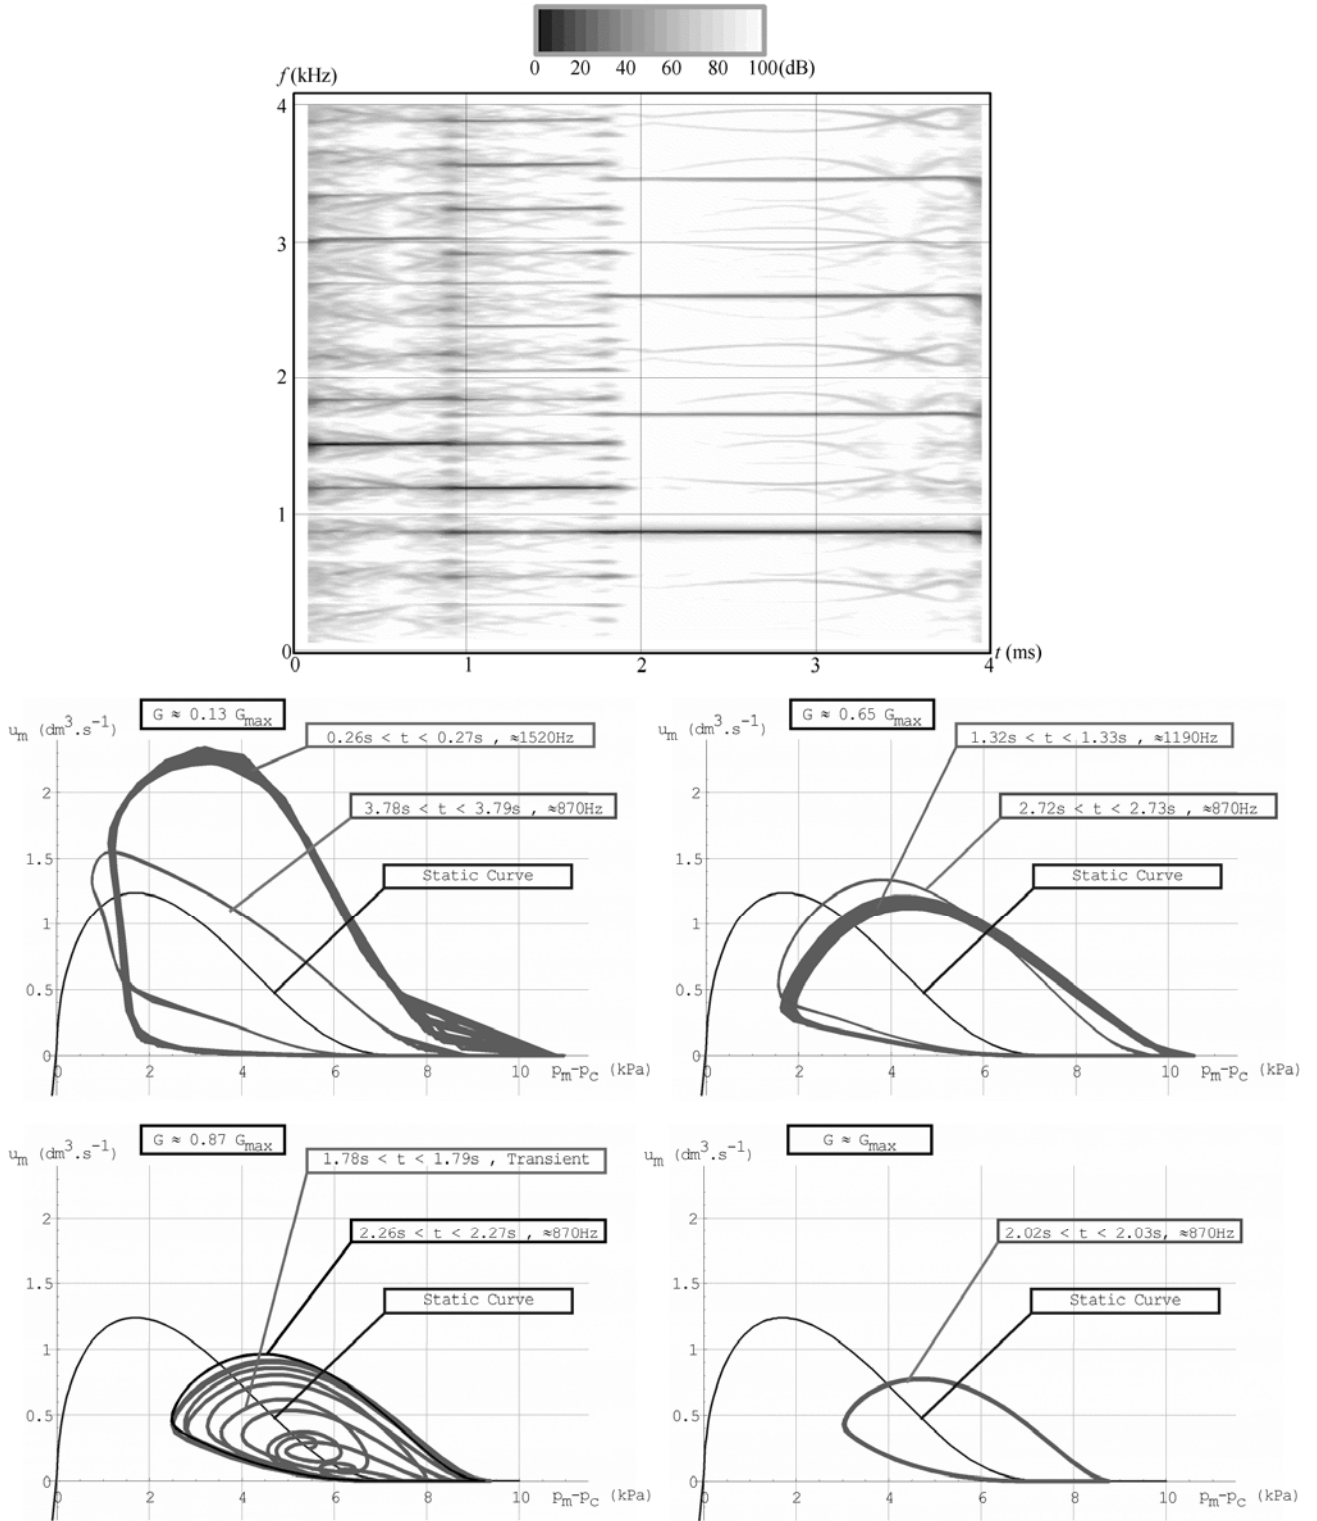 0 20 40 60 80 100(dB)
f (kHz)
4
3
2
1
0
0 1 2 3 4 t (ms)
G ≈ 0.13 Gmax
um (dm³.s⁻¹)
0.26s < t < 0.27s , ≈1520Hz
3.78s < t < 3.79s , ≈870Hz
Static Curve
2
1.5
1
0.5
0
0 2 4 6 8 10 pm-pc (kPa)
G ≈ 0.65 Gmax
um (dm³.s⁻¹)
1.32s < t < 1.33s , ≈1190Hz
2.72s < t < 2.73s , ≈870Hz
Static Curve
2
1.5
1
0.5
0
0 2 4 6 8 10 pm-pc (kPa)
G ≈ 0.87 Gmax
um (dm³.s⁻¹)
1.78s < t < 1.79s , Transient
2.26s < t < 2.27s , ≈870Hz
Static Curve
2
1.5
1
0.5
0
0 2 4 6 8 10 pm-pc (kPa)
G ≈ Gmax
um (dm³.s⁻¹)
2.02s < t < 2.03s, ≈870Hz
Static Curve
2
1.5
1
0.5
0
0 2 4 6 8 10 pm-pc (kPa)